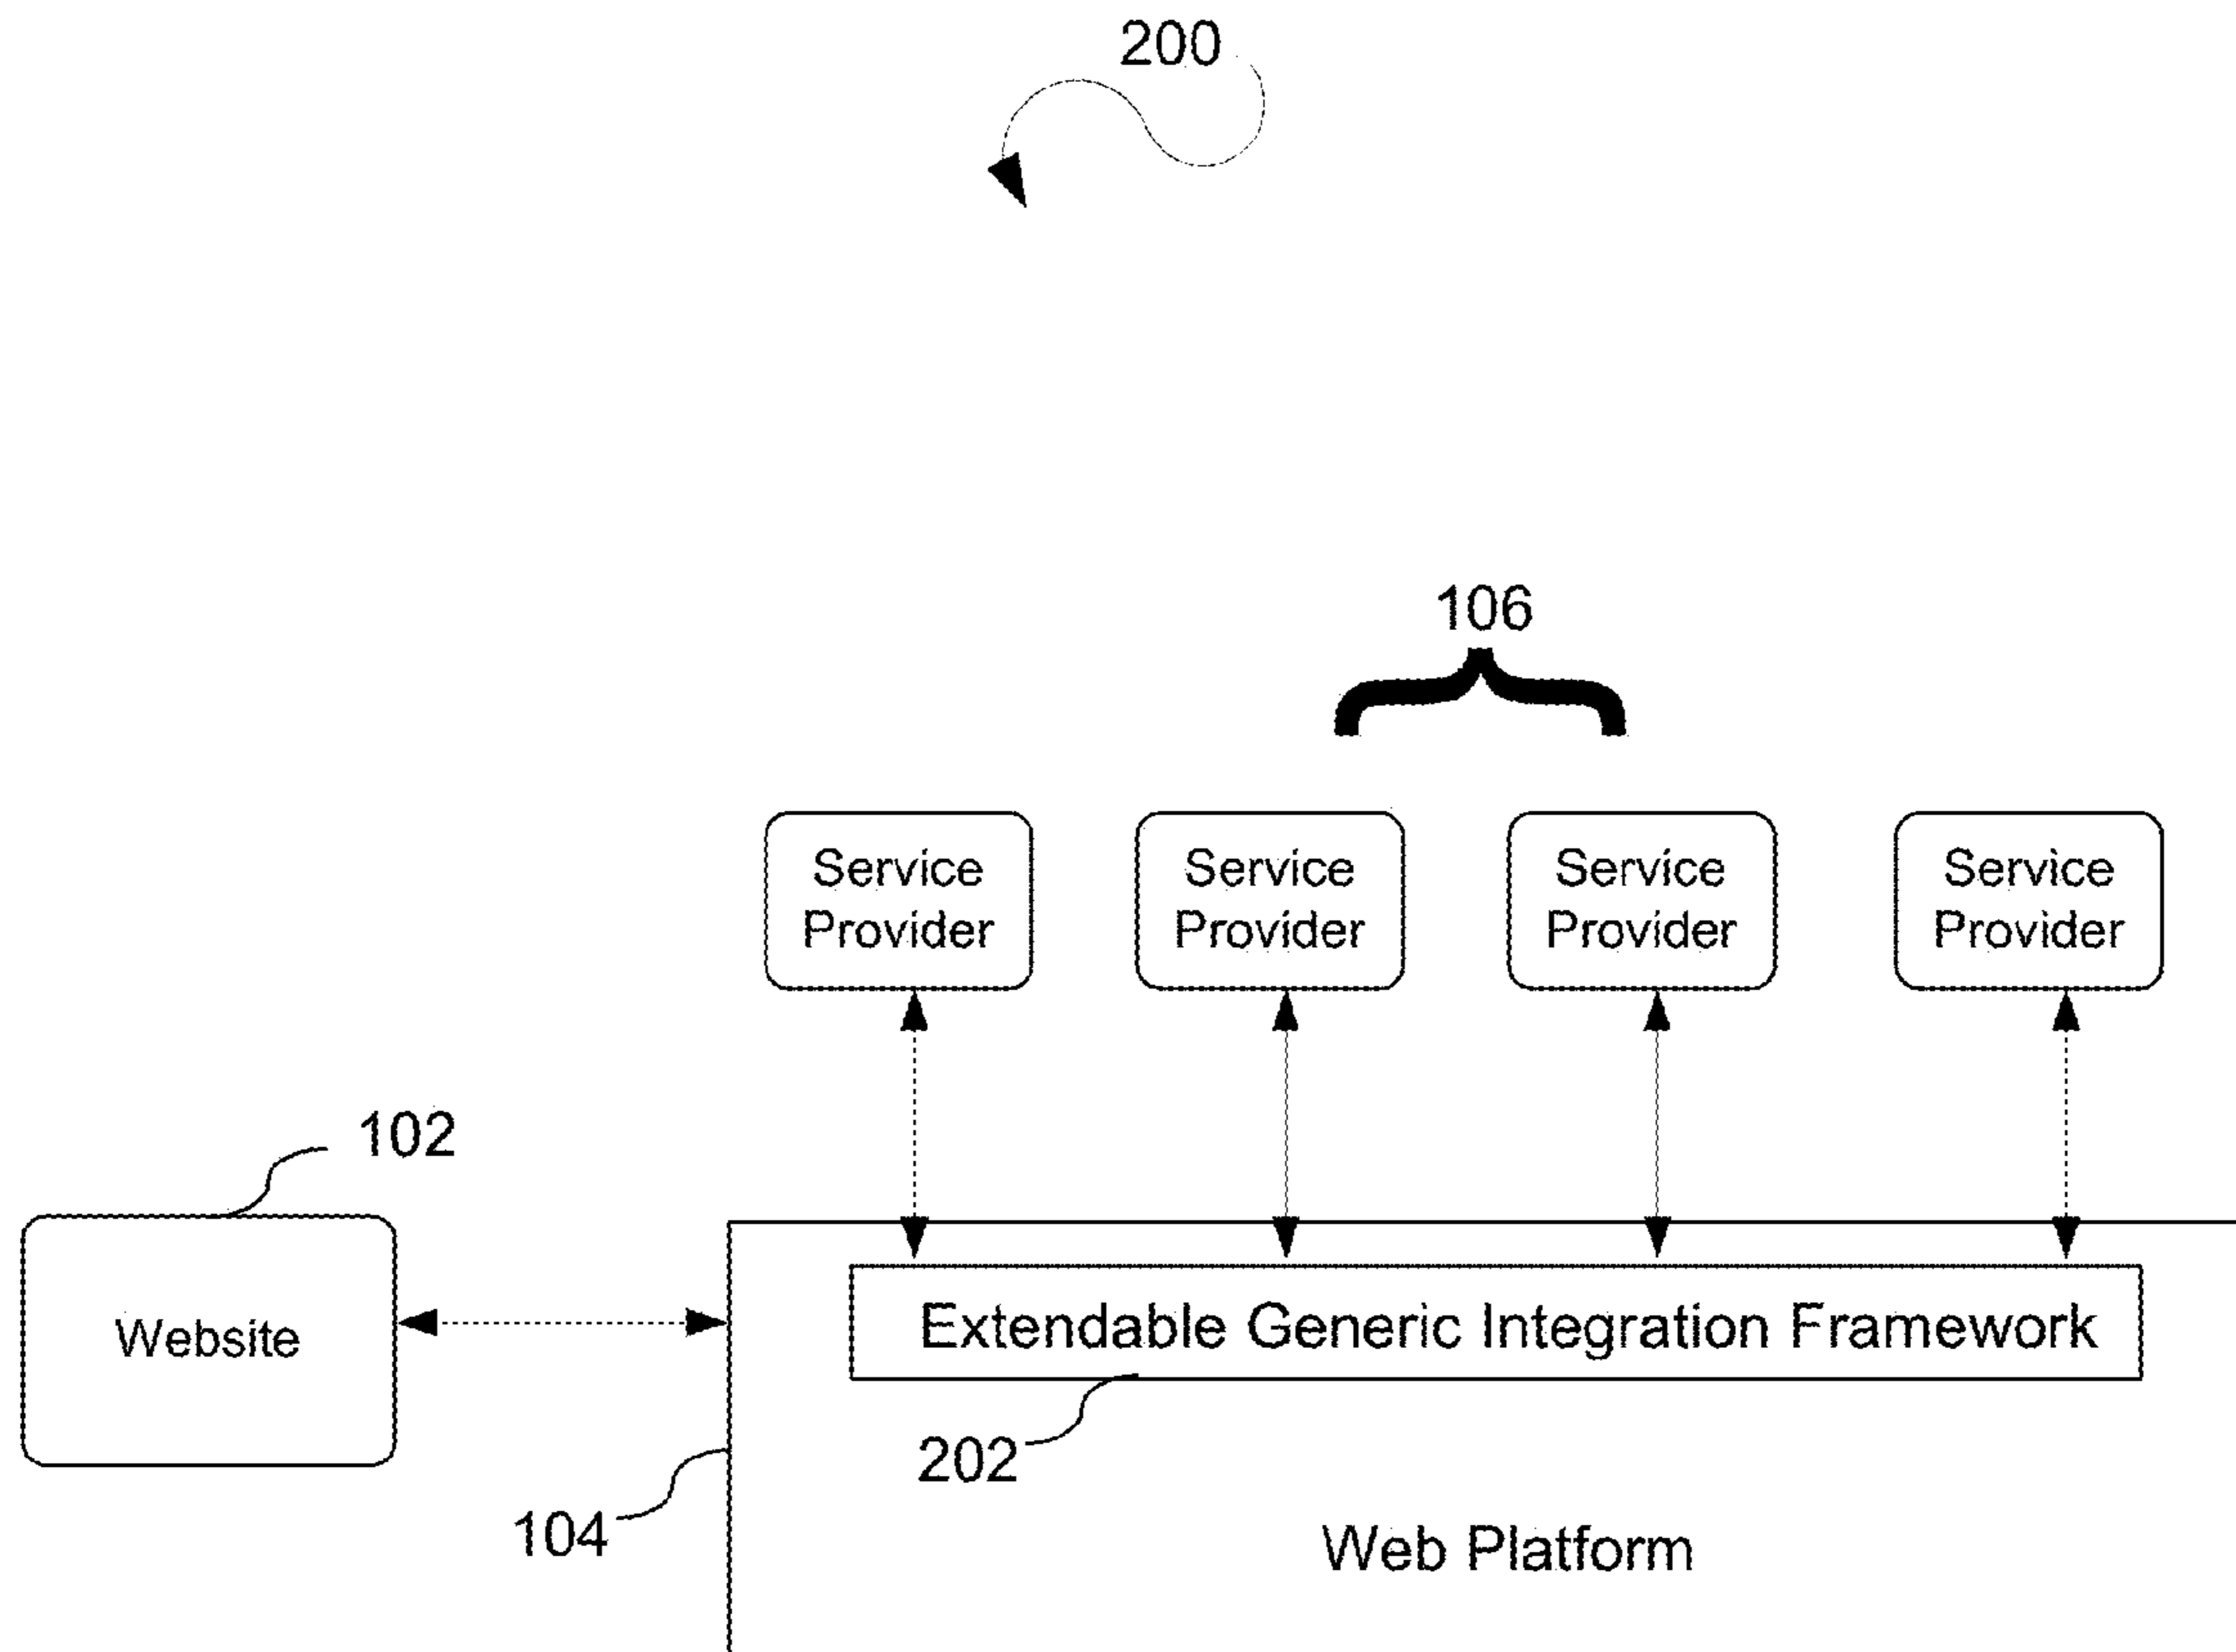 200
106
Service
Provider
Service
Provider
Service
Provider
Service
Provider
102
Website
Extendable Generic Integration Framework
202
104
Web Platform